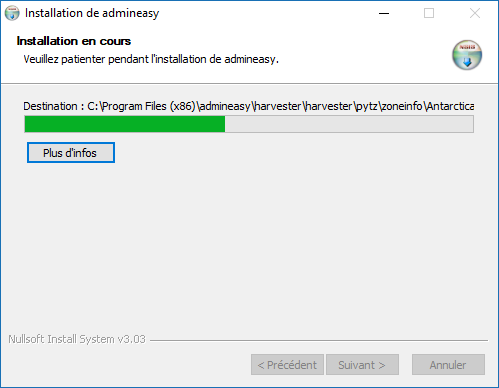 Installation de admineasy
Installation en cours
Veuillez patienter pendant l'installation de admineasy.
Destination : C:\Program Files (x86)\admineasy\harvester\harvester\pytz\zoneinfo\Antarctica
Plus d'infos
Nullsoft Install System v3.03
< Précédent
Suivant >
Annuler